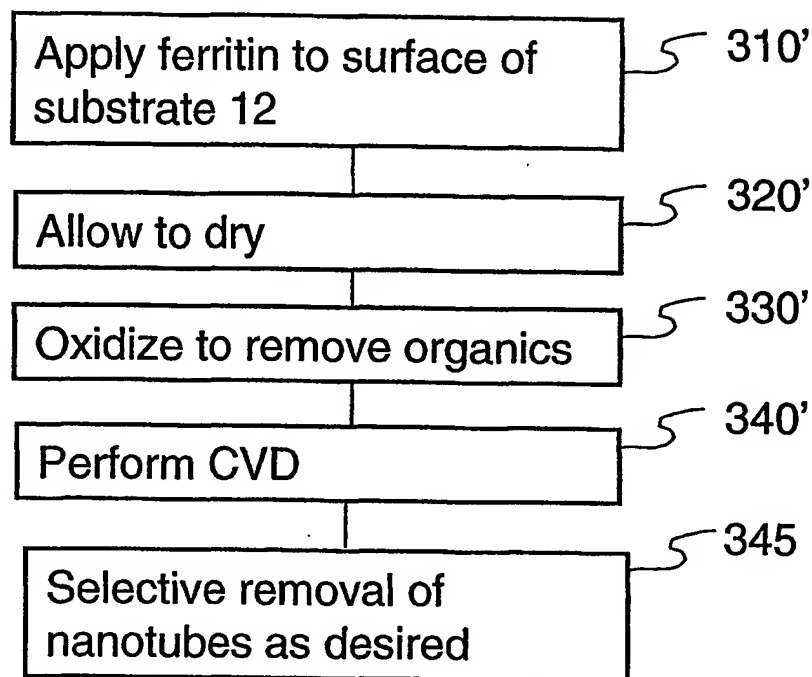 Apply ferritin to surface of
substrate 12
310'
Allow to dry
320'
Oxidize to remove organics
330'
Perform CVD
340'
Selective removal of
nanotubes as desired
345